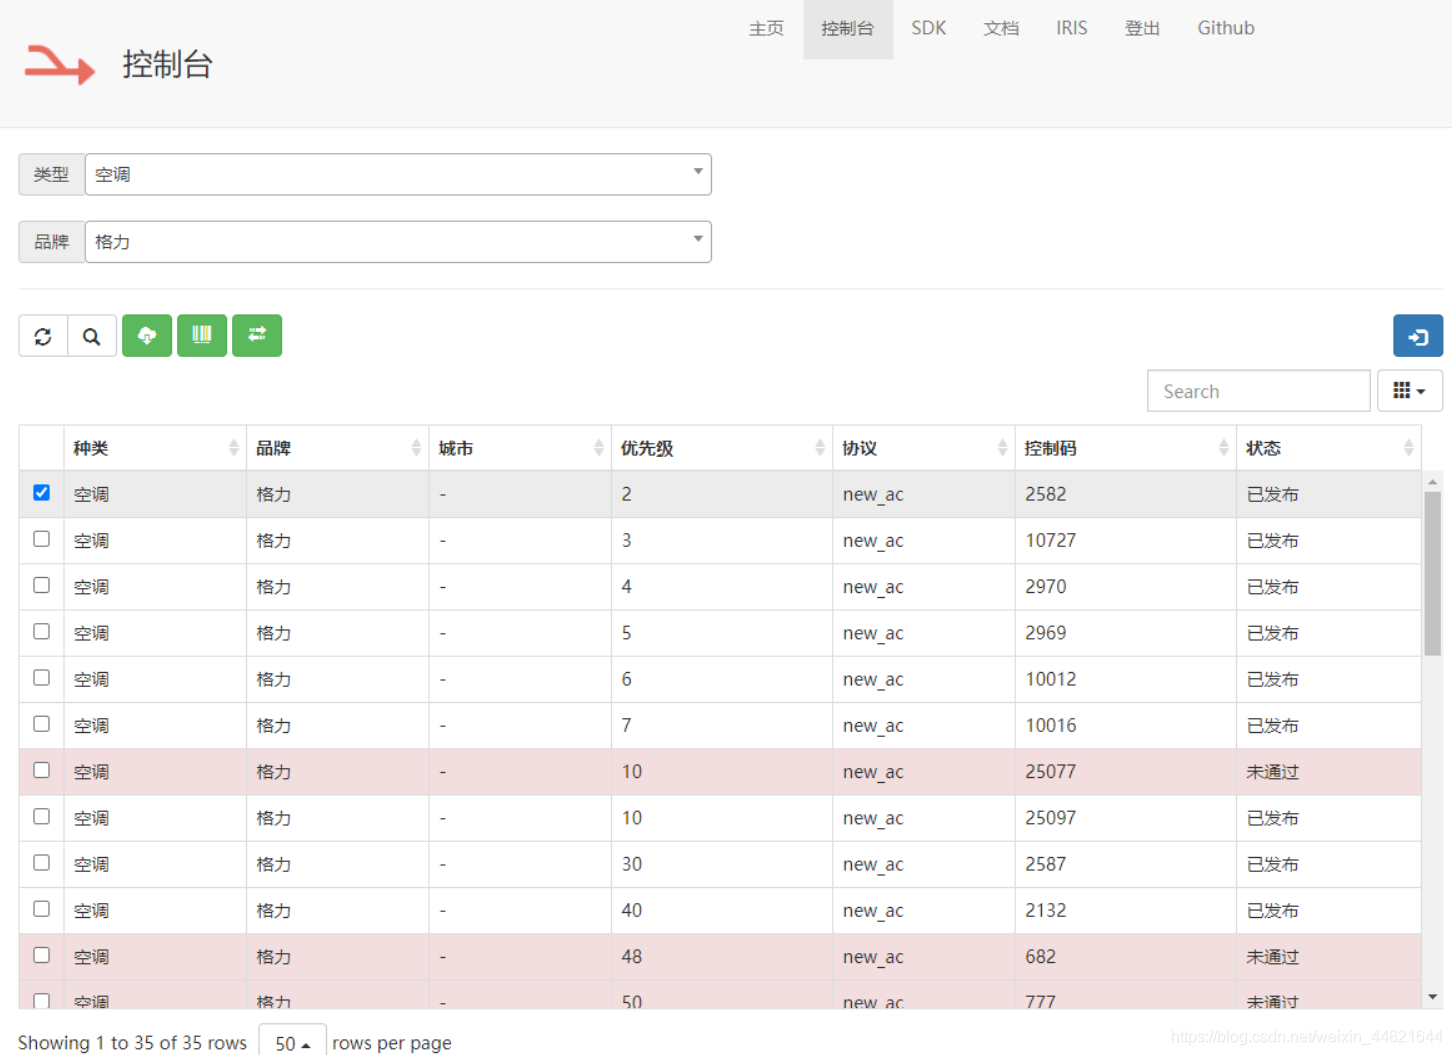 主页 控制台 SDK 文档 IRIS 登出 Github
控制台
类型 空调
品牌 格力
Search
种类 品牌 城市 优先级 协议 控制码 状态
空调 格力 - 2 new_ac 2582 已发布
空调 格力 - 3 new_ac 10727 已发布
空调 格力 - 4 new_ac 2970 已发布
空调 格力 - 5 new_ac 2969 已发布
空调 格力 - 6 new_ac 10012 已发布
空调 格力 - 7 new_ac 10016 已发布
空调 格力 - 10 new_ac 25077 未通过
空调 格力 - 10 new_ac 25097 已发布
空调 格力 - 30 new_ac 2587 已发布
空调 格力 - 40 new_ac 2132 已发布
空调 格力 - 48 new_ac 682 未通过
空调 格力 - 50 new_ac 777 未通过
Showing 1 to 35 of 35 rows 50 rows per page
https://blog.csdn.net/weixin_44821644